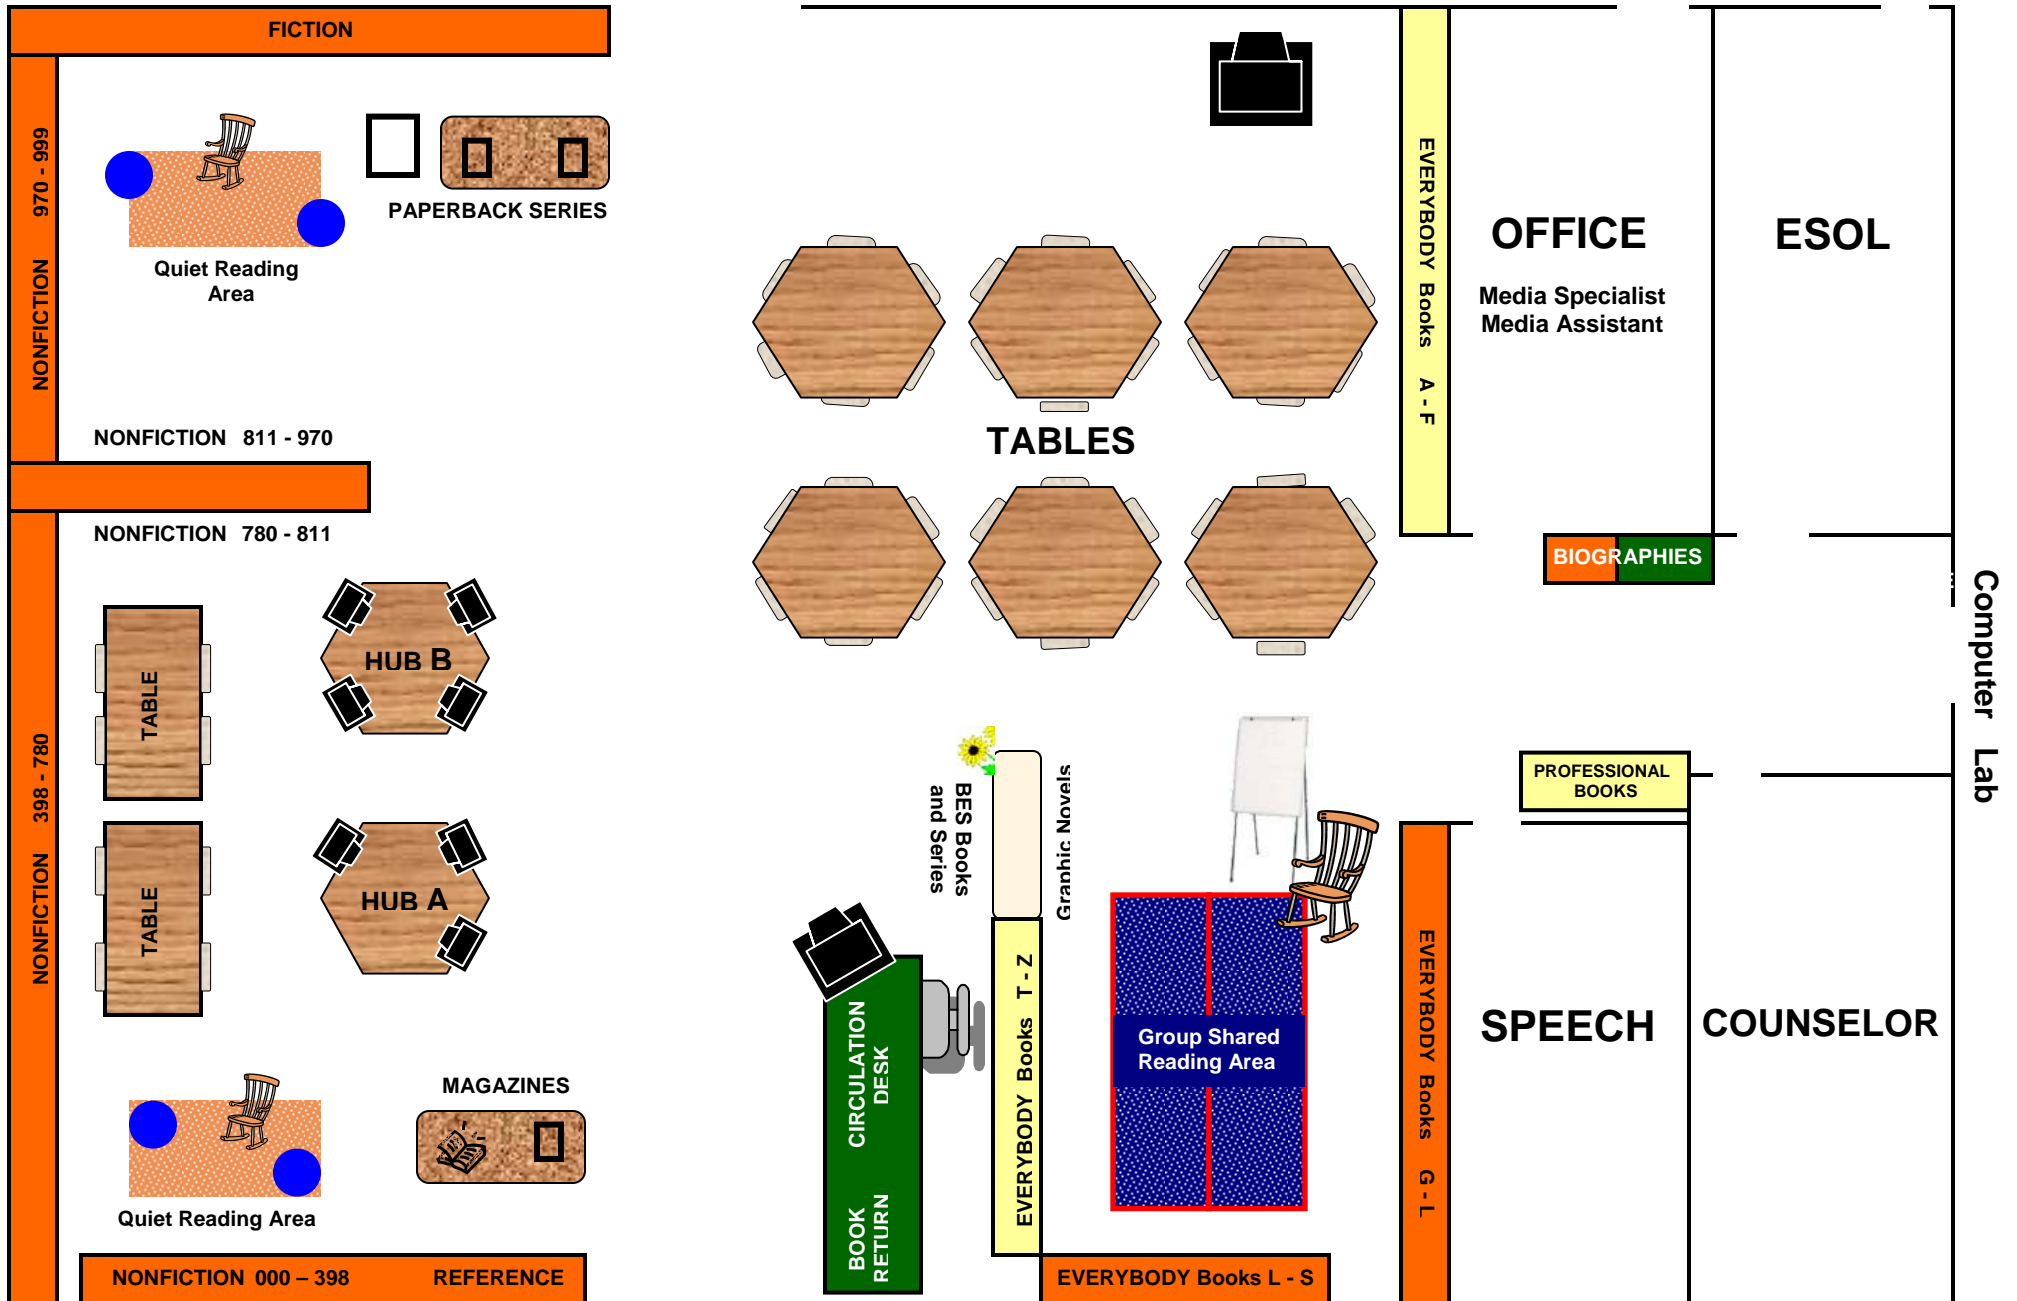 FICTION
NONFICTION 970 - 999
PAPERBACK SERIES
Quiet Reading
Area
NONFICTION 811 - 970
NONFICTION 780 - 811
NONFICTION 398 - 780
TABLE
TABLE
HUB B
HUB A
MAGAZINES
Quiet Reading Area
NONFICTION 000 – 398 REFERENCE
TABLES
EVERYBODY Books A - F
OFFICE
Media Specialist
Media Assistant
ESOL
BIOGRAPHIES
Computer Lab
PROFESSIONAL
BOOKS
BES Books
and Series
Graphic Novels
CIRCULATION
DESK
BOOK
RETURN
EVERYBODY Books T - Z
Group Shared
Reading Area
EVERYBODY Books L - S
EVERYBODY Books G - L
SPEECH
COUNSELOR